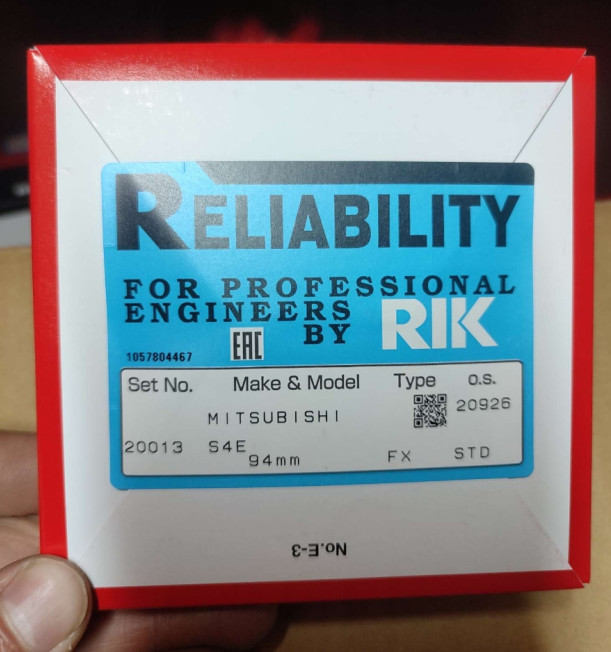 RELIABILITY
FOR PROFESSIONAL
ENGINEERS
BY RIK
EAC
1057804467
Set No. Make & Model Type o.s.
MITSUBISHI 20926
20013 S4E FX STD
94mm
No.E-3